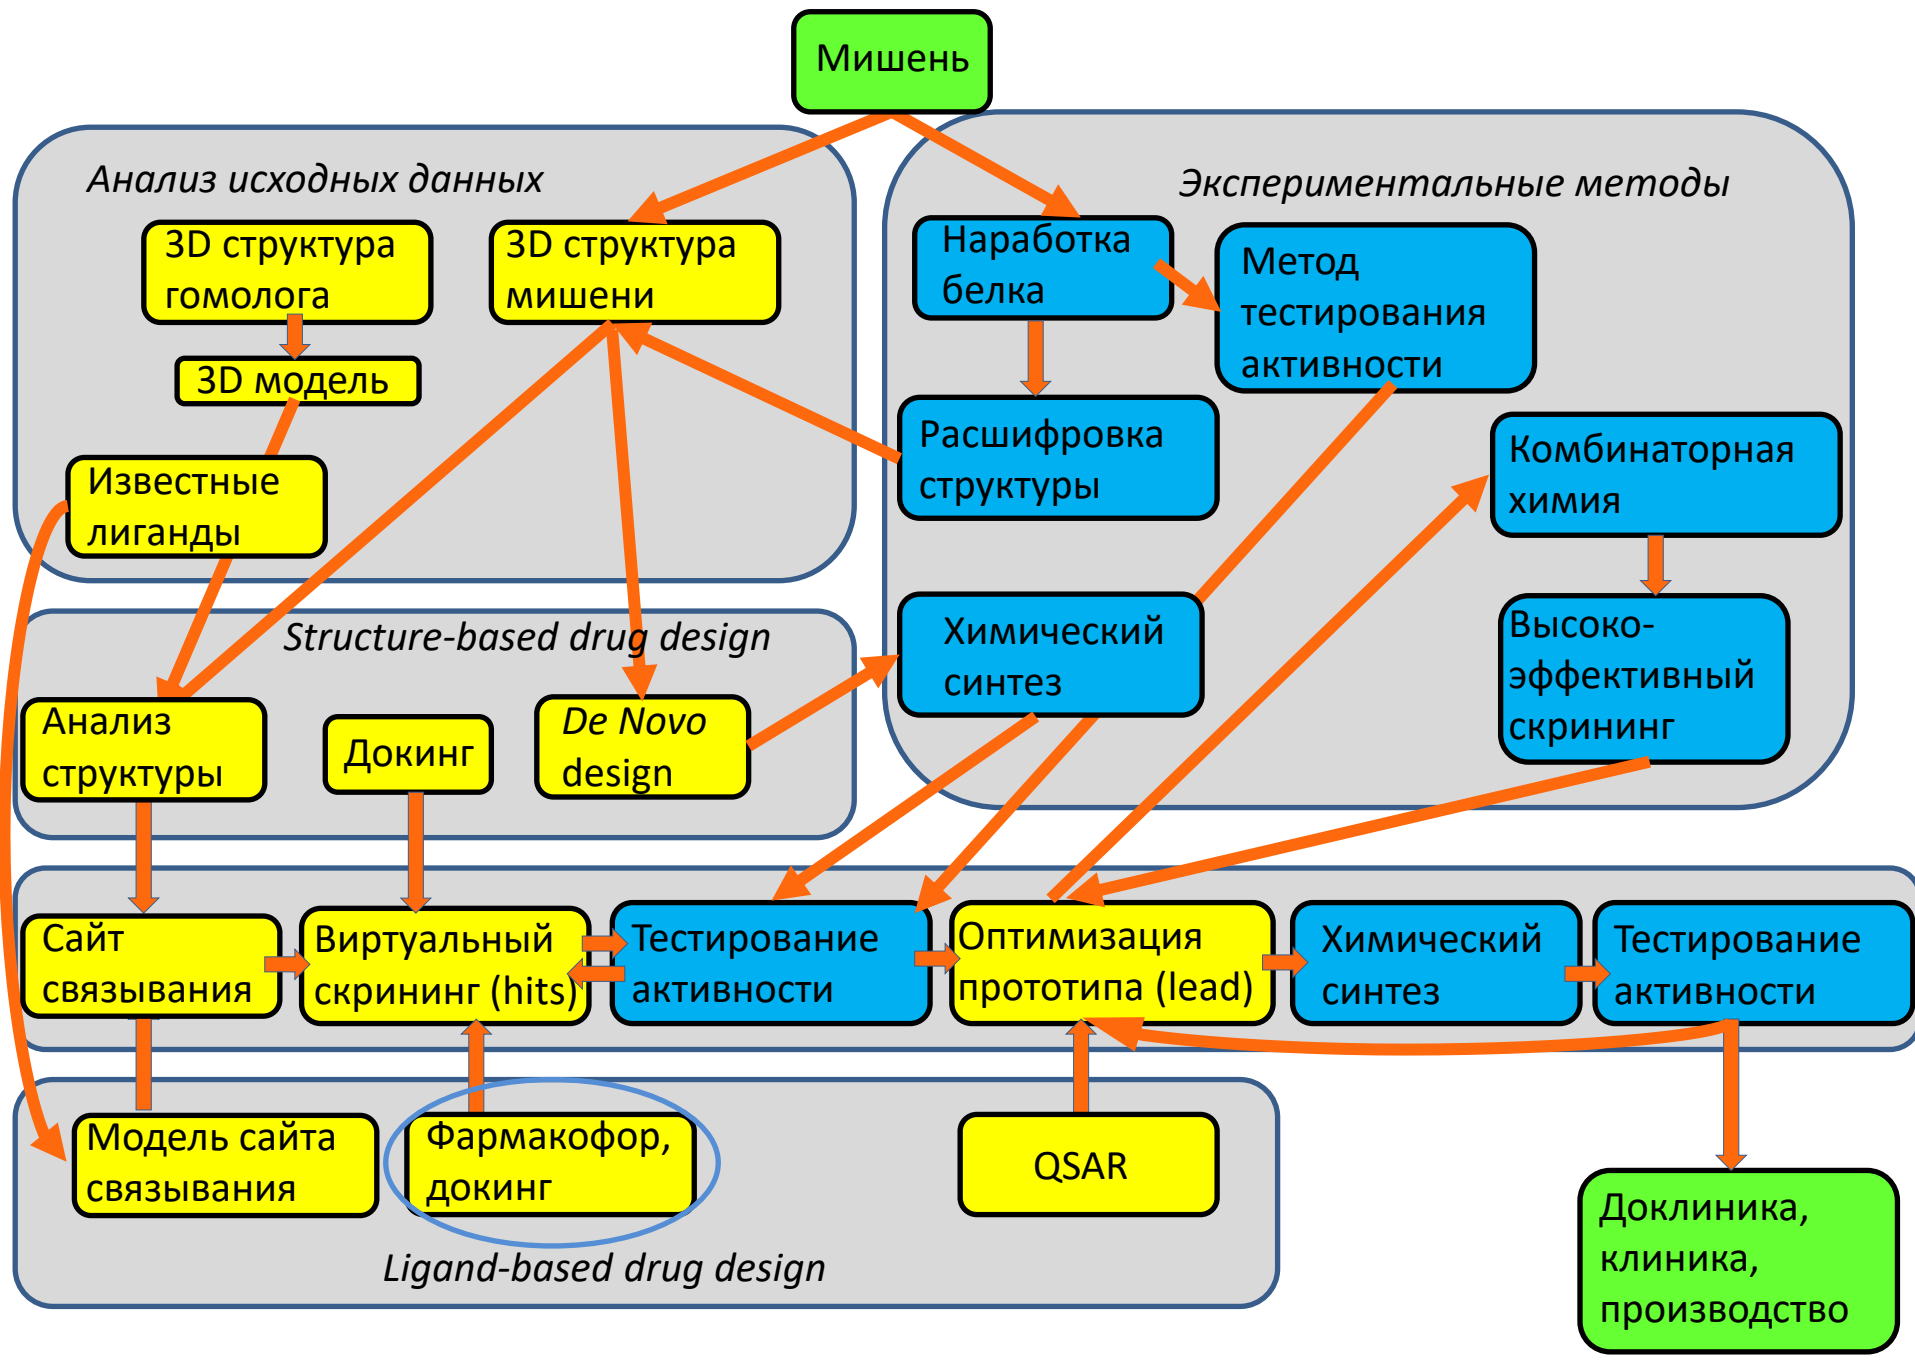 Мишень
Анализ исходных данных
3D структура
гомолога
3D структура
мишени
3D модель
Известные
лиганды
Экспериментальные методы
Наработка
белка
Метод
тестирования
активности
Расшифровка
структуры
Комбинаторная
химия
Химический
синтез
Высоко-
эффективный
скрининг
Structure-based drug design
Анализ
структуры
Докинг
De Novo
design
Сайт
связывания
Виртуальный
скрининг (hits)
Тестирование
активности
Оптимизация
прототипа (lead)
Химический
синтез
Тестирование
активности
Модель сайта
связывания
Фармакофор,
докинг
QSAR
Ligand-based drug design
Доклиника,
клиника,
производство